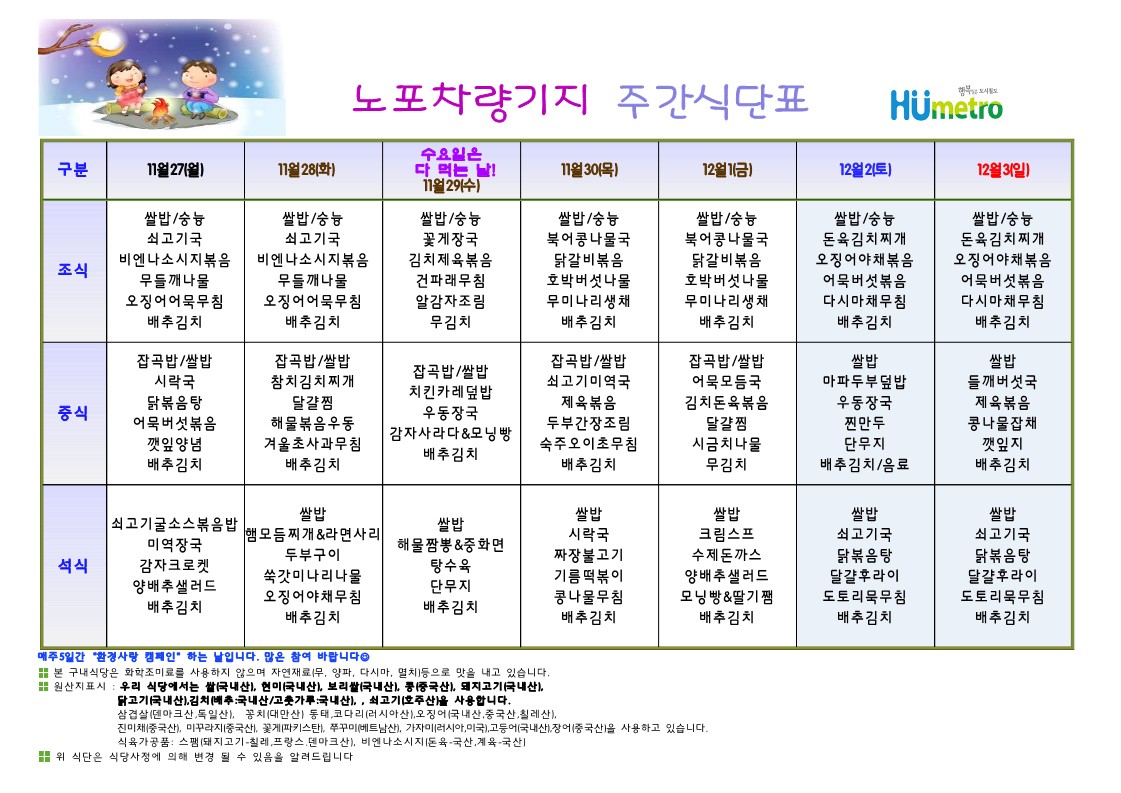 노포차량기지 주간식단표
행복을 주는 도시철도
Hümetro
구분
11월27(월)
11월28(화)
수요일은
다 먹는 날!
11월29(수)
11월30(목)
12월1(금)
12월2(토)
12월3(일)
조식
쌀밥/숭늉
쇠고기국
비엔나소시지볶음
무들깨나물
오징어어묵무침
배추김치
쌀밥/숭늉
쇠고기국
비엔나소시지볶음
무들깨나물
오징어어묵무침
배추김치
쌀밥/숭늉
꽃게장국
김치제육볶음
건파래무침
알감자조림
무김치
쌀밥/숭늉
북어콩나물국
닭갈비볶음
호박버섯나물
무미나리생채
배추김치
쌀밥/숭늉
북어콩나물국
닭갈비볶음
호박버섯나물
무미나리생채
배추김치
쌀밥/숭늉
돈육김치찌개
오징어야채볶음
어묵버섯볶음
다시마채무침
배추김치
쌀밥/숭늉
돈육김치찌개
오징어야채볶음
어묵버섯볶음
다시마채무침
배추김치
중식
잡곡밥/쌀밥
시락국
닭볶음탕
어묵버섯볶음
깻잎양념
배추김치
잡곡밥/쌀밥
참치김치찌개
달걀찜
해물볶음우동
겨울초사과무침
배추김치
잡곡밥/쌀밥
치킨카레덮밥
우동장국
감자사라다&모닝빵
배추김치
잡곡밥/쌀밥
쇠고기미역국
제육볶음
두부간장조림
숙주오이초무침
배추김치
잡곡밥/쌀밥
어묵모듬국
김치돈육볶음
달걀찜
시금치나물
무김치
쌀밥
마파두부덮밥
우동장국
찐만두
단무지
배추김치/음료
쌀밥
들깨버섯국
제육볶음
콩나물잡채
깻잎지
배추김치
석식
쇠고기굴소스볶음밥
미역장국
감자크로켓
양배추샐러드
배추김치
쌀밥
햄모듬찌개&라면사리
두부구이
쑥갓미나리나물
오징어야채무침
배추김치
쌀밥
해물짬뽕&중화면
탕수육
단무지
배추김치
쌀밥
시락국
짜장불고기
기름떡볶이
콩나물무침
배추김치
쌀밥
크림스프
수제돈까스
양배추샐러드
모닝빵&딸기쨈
배추김치
쌀밥
쇠고기국
닭볶음탕
달걀후라이
도토리묵무침
배추김치
쌀밥
쇠고기국
닭볶음탕
달걀후라이
도토리묵무침
배추김치
매주5일간 "환경사랑 캠페인" 하는 날입니다. 많은 참여 바랍니다☺
본 구내식당은 화학조미료를 사용하지 않으며 자연재료(무, 양파, 다시마, 멸치)등으로 맛을 내고 있습니다.
원산지표시 : 우리 식당에서는 쌀(국내산), 현미(국내산), 보리쌀(국내산), 콩(중국산), 돼지고기(국내산),
닭고기(국내산),김치(배추:국내산/고춧가루:국내산), , 쇠고기(호주산)을 사용합니다.
삼겹살(덴마크산,독일산), 꽁치(대만산) 동태,코다리(러시아산),오징어(국내산,중국산,칠레산),
진미채(중국산), 미꾸라지(중국산), 꽃게(파키스탄), 쭈꾸미(베트남산), 가자미(러시아,미국),고등어(국내산),장어(중국산)을 사용하고 있습니다.
식육가공품: 스팸(돼지고기-칠레,프랑스.덴마크산), 비엔나소시지(돈육-국산,계육-국산)
위 식단은 식당사정에 의해 변경 될 수 있음을 알려드립니다